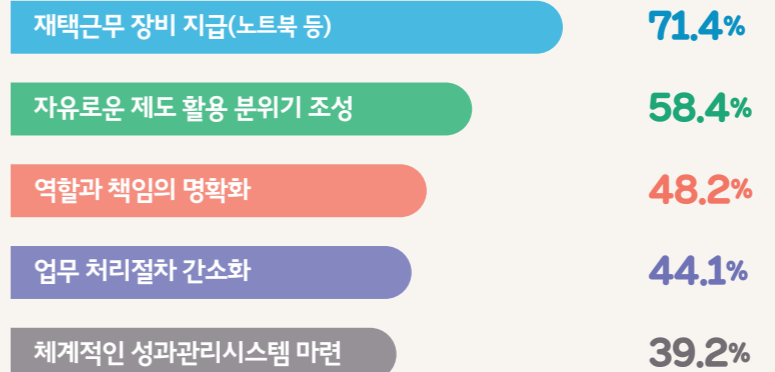 재택근무 장비 지급(노트북 등) 71.4%
자유로운 제도 활용 분위기 조성 58.4%
역할과 책임의 명확화 48.2%
업무 처리절차 간소화 44.1%
체계적인 성과관리시스템 마련 39.2%